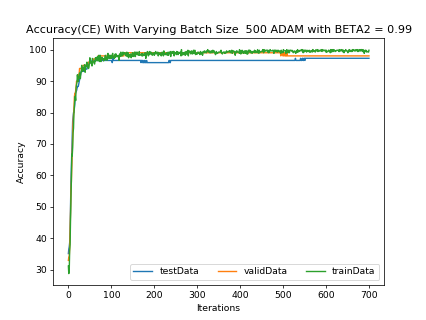 Accuracy(CE) With Varying Batch Size  500 ADAM with BETA2 = 0.99
100
90
80
70
60
50
40
30
Accuracy
testData
validData
trainData
0
100
200
300
400
500
600
700
Iterations